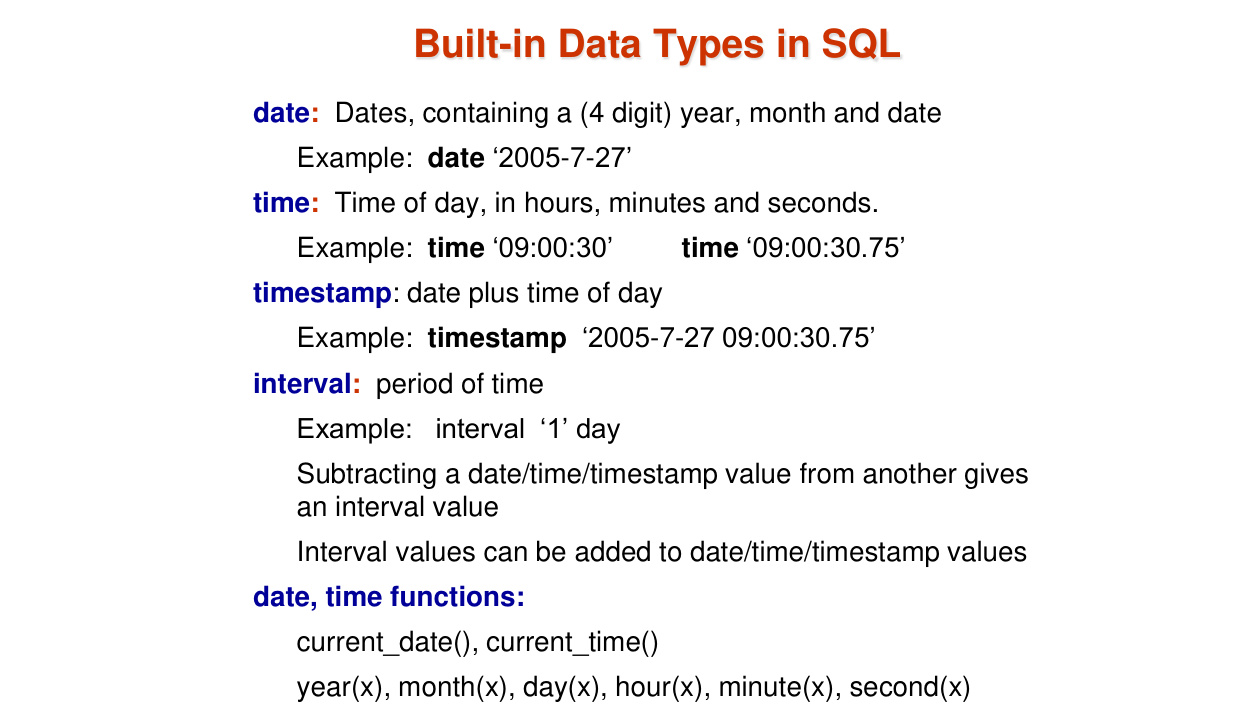 Built-in Data Types in SQL
date: Dates, containing a (4 digit) year, month and date
Example: date ‘2005-7-27’
time: Time of day, in hours, minutes and seconds.
Example: time ‘09:00:30’ time ‘09:00:30.75’
timestamp: date plus time of day
Example: timestamp ‘2005-7-27 09:00:30.75’
interval: period of time
Example: interval ‘1’ day
Subtracting a date/time/timestamp value from another gives
an interval value
Interval values can be added to date/time/timestamp values
date, time functions:
current_date(), current_time()
year(x), month(x), day(x), hour(x), minute(x), second(x)